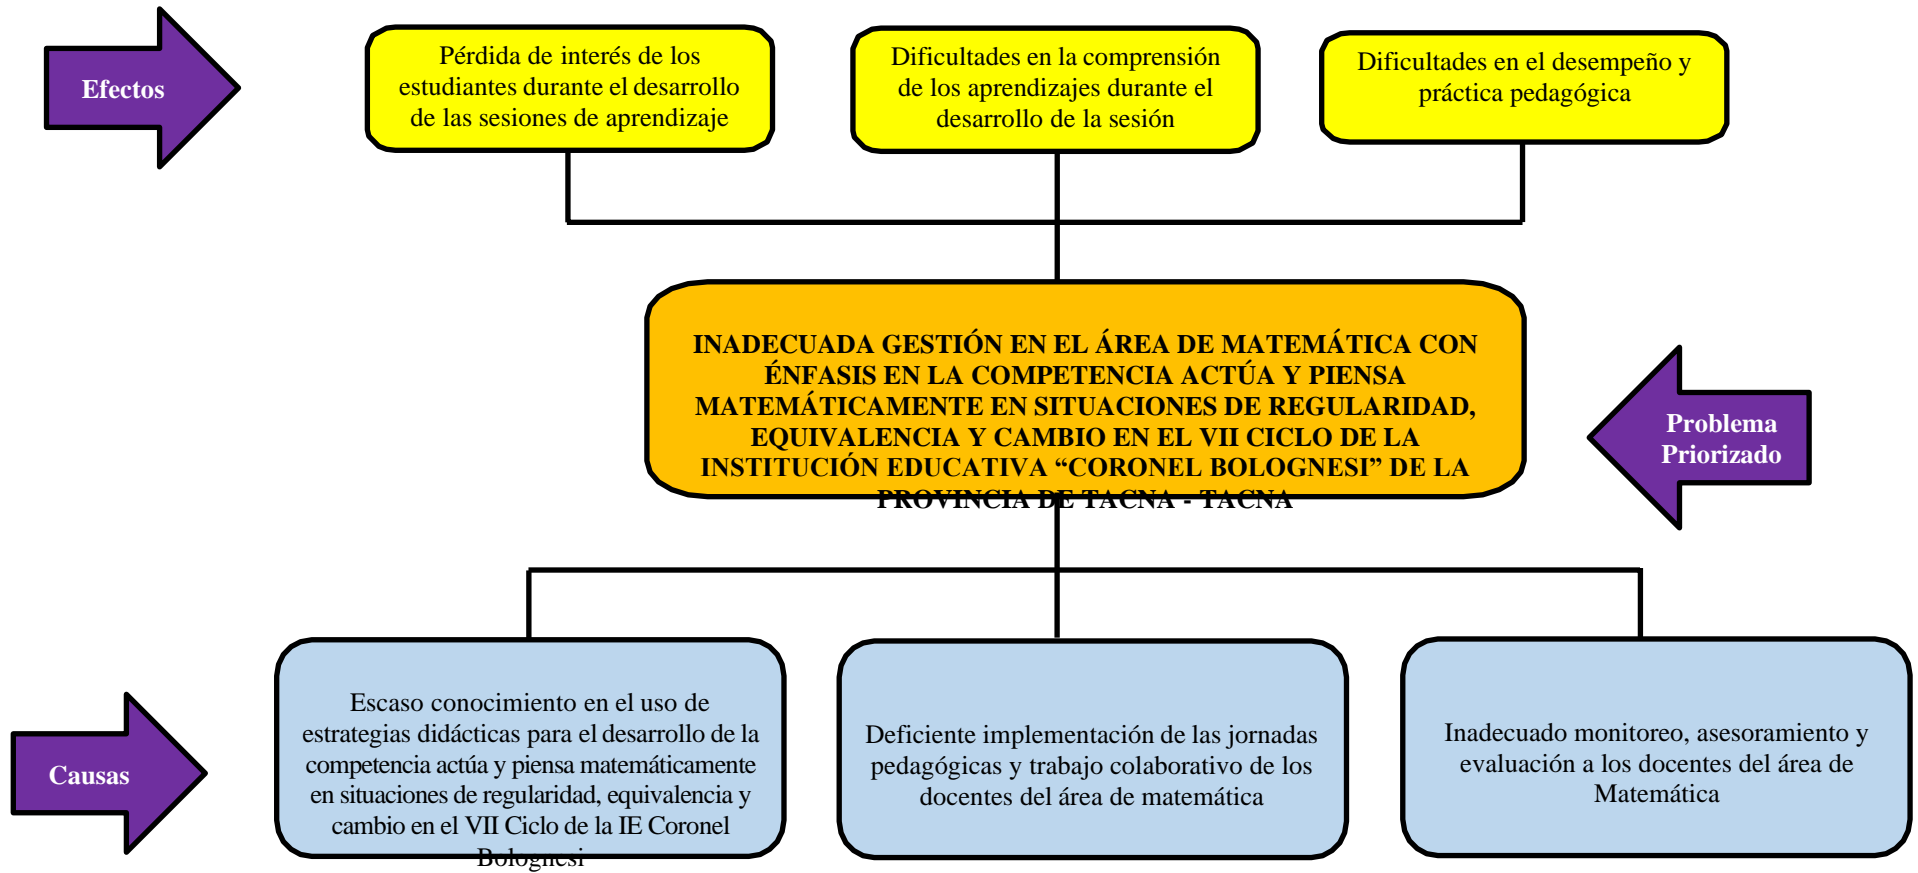 Efectos
Pérdida de interés de los
estudiantes durante el desarrollo
de las sesiones de aprendizaje
Dificultades en la comprensión
de los aprendizajes durante el
desarrollo de la sesión
Dificultades en el desempeño y
práctica pedagógica
INADECUADA GESTIÓN EN EL ÁREA DE MATEMÁTICA CON
ÉNFASIS EN LA COMPETENCIA ACTÚA Y PIENSA
MATEMÁTICAMENTE EN SITUACIONES DE REGULARIDAD,
EQUIVALENCIA Y CAMBIO EN EL VII CICLO DE LA
INSTITUCIÓN EDUCATIVA “CORONEL BOLOGNESI” DE LA
PROVINCIA DE TACNA - TACNA
Problema
Priorizado
Causas
Escaso conocimiento en el uso de
estrategias didácticas para el desarrollo de la
competencia actúa y piensa matemáticamente
en situaciones de regularidad, equivalencia y
cambio en el VII Ciclo de la IE Coronel
Bolognesi
Deficiente implementación de las jornadas
pedagógicas y trabajo colaborativo de los
docentes del área de matemática
Inadecuado monitoreo, asesoramiento y
evaluación a los docentes del área de
Matemática